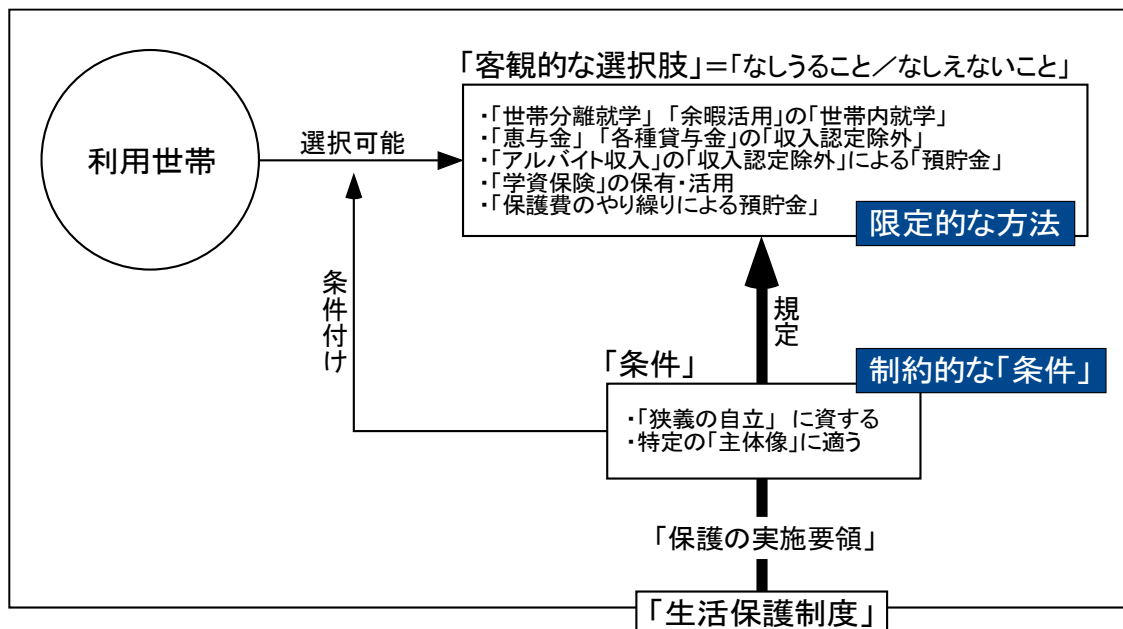 「客観的な選択肢」=「なしうること/なしえないこと」
・「世帯分離就学」「余暇活用」の「世帯内就学」
・「恵与金」「各種貸与金」の「収入認定除外」
・「アルバイト収入」の「収入認定除外」による「預貯金」
・「学資保険」の保有・活用
・「保護費のやり繰りによる預貯金」
限定的な方法
利用世帯
選択可能
条件付け
規定
「条件」
制約的な「条件」
・「狭義の自立」に資する
・特定の「主体像」に適う
「保護の実施要領」
「生活保護制度」